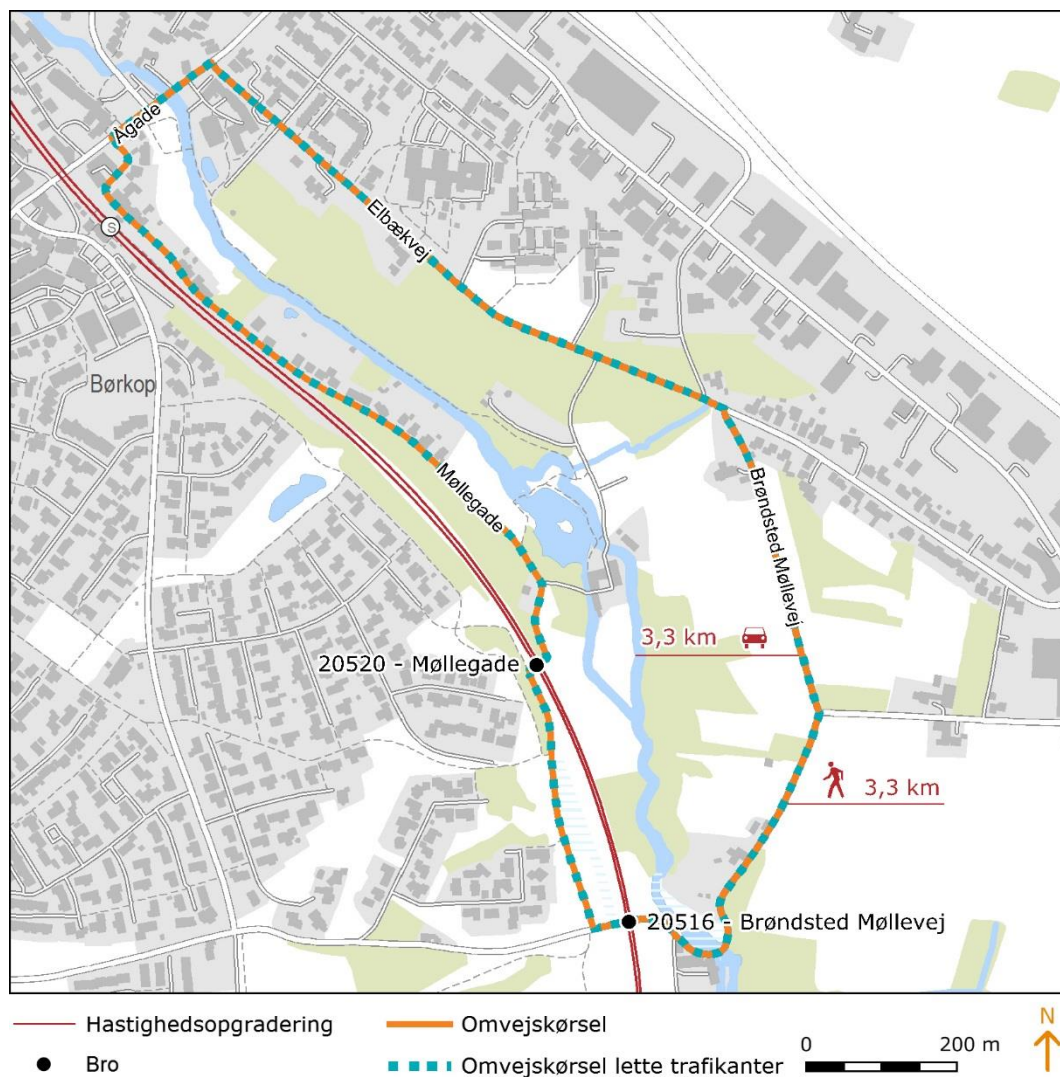 Ågade
Elbækvej
S
Børkop
Møllegade
Brøndsted Møllevej
3,3 km
20520 - Møllegade
3,3 km
20516 - Brøndsted Møllevej
Hastighedsopgradering
Omvejskørsel
N
Bro
Omvejskørsel lette trafikanter
0
200 m